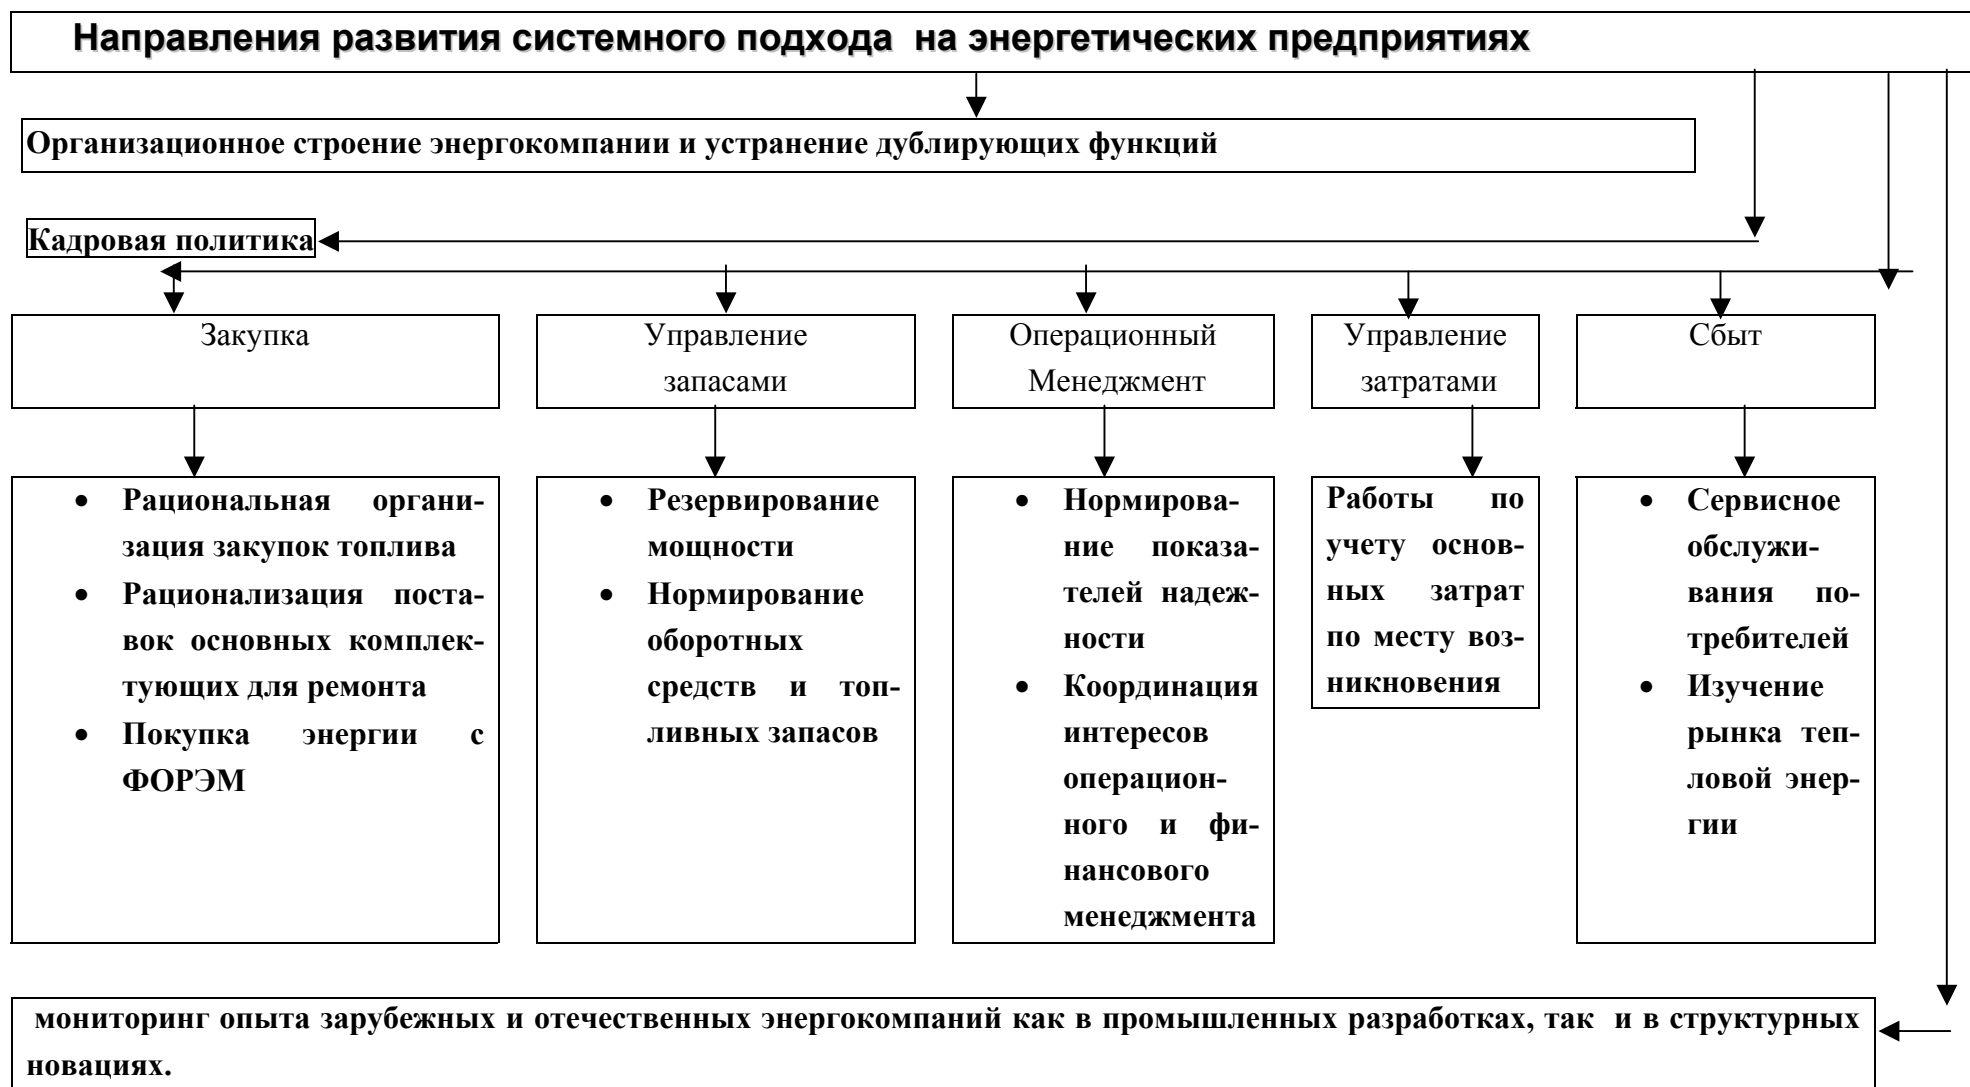 Направления развития системного подхода на энергетических предприятиях
Организационное строение энергокомпании и устранение дублирующих функций
Кадровая политика
Закупка
Управление
запасами
Операционный
Менеджмент
Управление
затратами
Сбыт
• Рациональная органи-
зация закупок топлива
• Рационализация поста-
вок основных комплек-
тующих для ремонта
• Покупка энергии с
ФОРЭМ
• Резервирование
мощности
• Нормирование
оборотных
средств и топ-
ливных запасов
• Нормирова-
ние показа-
телей надеж-
ности
• Координация
интересов
операцион-
ного и фи-
нансового
менеджмента
Работы по
учету основ-
ных затрат
по месту воз-
никновения
• Сервисное
обслужи-
вания по-
требителей
• Изучение
рынка теп-
ловой энер-
гии
мониторинг опыта зарубежных и отечественных энергокомпаний как в промышленных разработках, так и в структурных
новациях.